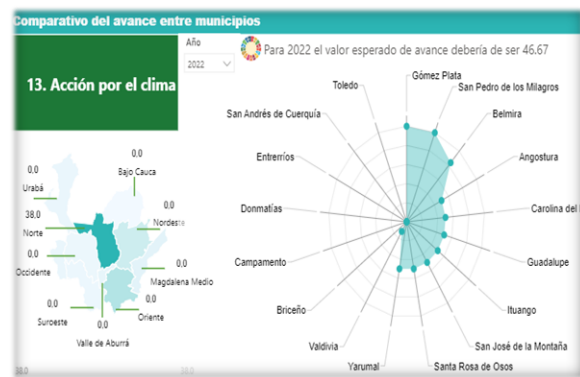 Comparativo del avance entre municipios
13. Acción por el clima
Año
2022
Para 2022 el valor esperado de avance debería de ser 46.67
0,0
Urabá
0,0
Bajo Cauca
38,0
Norte
0,0
Nordeste
0,0
Occidente
0,0
Magdalena Medio
0,0
Suroeste
0,0
Valle de Aburrá
0,0
Oriente
Gómez Plata
San Pedro de los Milagros
Belmira
Angostura
Carolina del
Guadalupe
Ituango
San José de la Montaña
Santa Rosa de Osos
Yarumal
Valdivia
Briceño
Campamento
Donmatías
Entrerríos
San Andrés de Cuerquía
Toledo